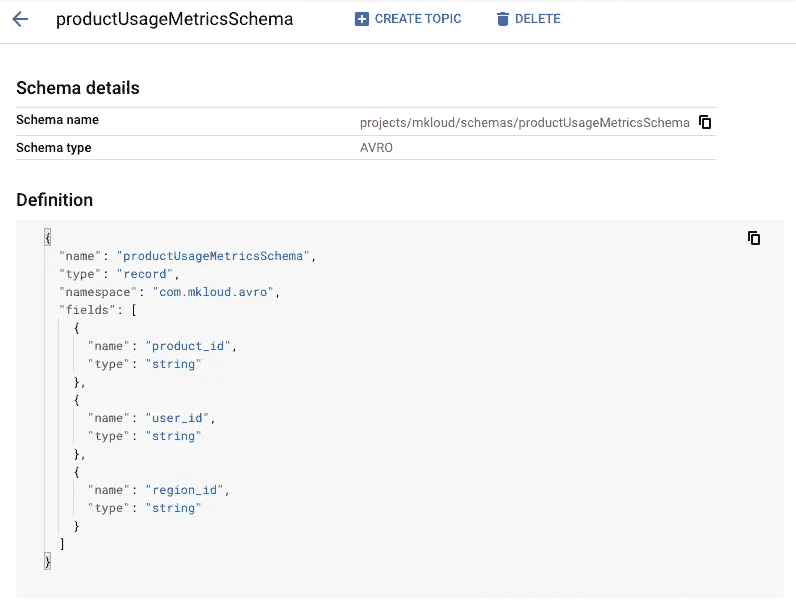 productUsageMetricsSchema CREATE TOPIC DELETE
Schema details
Schema name projects/mkloud/schemas/productUsageMetricsSchema
Schema type AVRO
Definition
{
"name": "productUsageMetricsSchema",
"type": "record",
"namespace": "com.mkloud.avro",
"fields": [
{
"name": "product_id",
"type": "string"
},
{
"name": "user_id",
"type": "string"
},
{
"name": "region_id",
"type": "string"
}
]
}